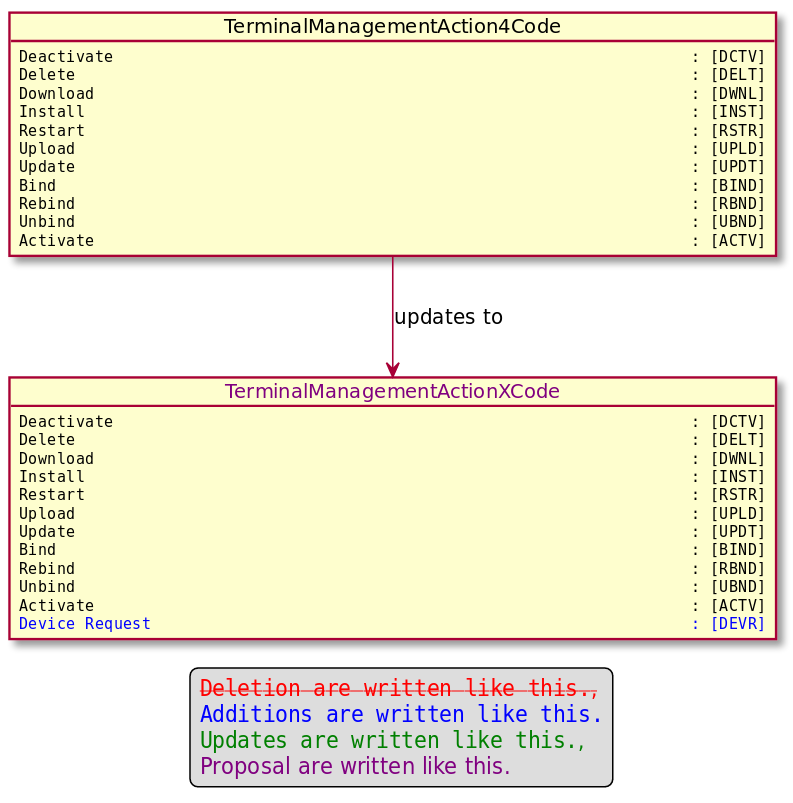 TerminalManagementAction4Code
Deactivate : [DCTV]
Delete : [DELT]
Download : [DWNL]
Install : [INST]
Restart : [RSTR]
Upload : [UPLD]
Update : [UPDT]
Bind : [BIND]
Rebind : [RBND]
Unbind : [UBND]
Activate : [ACTV]
updates to
TerminalManagementActionXCode
Deactivate : [DCTV]
Delete : [DELT]
Download : [DWNL]
Install : [INST]
Restart : [RSTR]
Upload : [UPLD]
Update : [UPDT]
Bind : [BIND]
Rebind : [RBND]
Unbind : [UBND]
Activate : [ACTV]
Device Request : [DEVR]
Deletion are written like this.,
Additions are written like this.
Updates are written like this.,
Proposal are written like this.